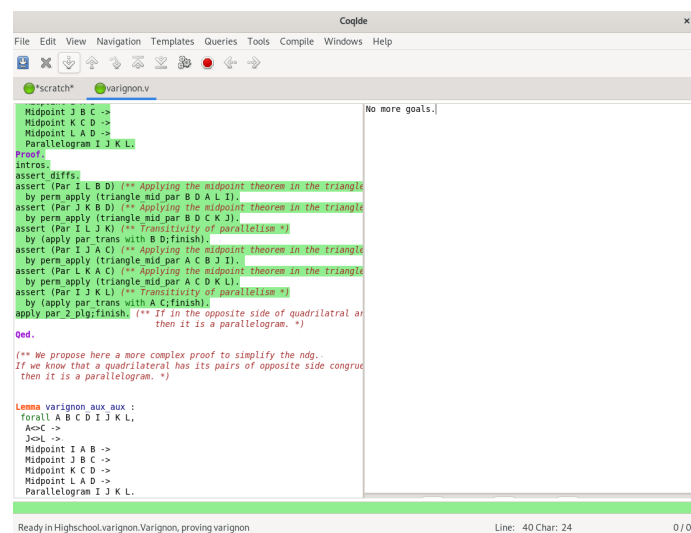 CoqIde
File Edit View Navigation Templates Queries Tools Compile Windows Help
*scratch* varignon.v
Midpoint J B C ->
Midpoint K C D ->
Midpoint L A D ->
Parallelogram I J K L.
Proof.
intros.
assert_diffs.
assert (Par I L B D) (** Applying the midpoint theorem in the triangle
by perm_apply (triangle_mid_par B D A L I).
assert (Par J K B D) (** Applying the midpoint theorem in the triangle
by perm_apply (triangle_mid_par B D C K J).
assert (Par I L J K) (** Transitivity of parallelism *)
by (apply par_trans with B D;finish).
assert (Par I J A C) (** Applying the midpoint theorem in the triangle
by perm_apply (triangle_mid_par A C B J I).
assert (Par L K A C) (** Applying the midpoint theorem in the triangle
by perm_apply (triangle_mid_par A C D K L).
assert (Par I J K L) (** Transitivity of parallelism *)
by (apply par_trans with A C;finish).
apply par_2_plg;finish. (** If in the opposite side of quadrilatral ar
then it is a parallelogram. *)
Qed.
(** We propose here a more complex proof to simplify the ndg.
If we know that a quadrilateral has its pairs of opposite side congrue
then it is a parallelogram. *)
Lemma varignon_aux_aux :
forall A B C D I J K L,
A<>C ->
J<>L ->
Midpoint I A B ->
Midpoint J B C ->
Midpoint K C D ->
Midpoint L A D ->
Parallelogram I J K L.
No more goals.
Ready in Highschool.varignon.Varignon, proving varignon
Line: 40 Char: 24
0 / 0